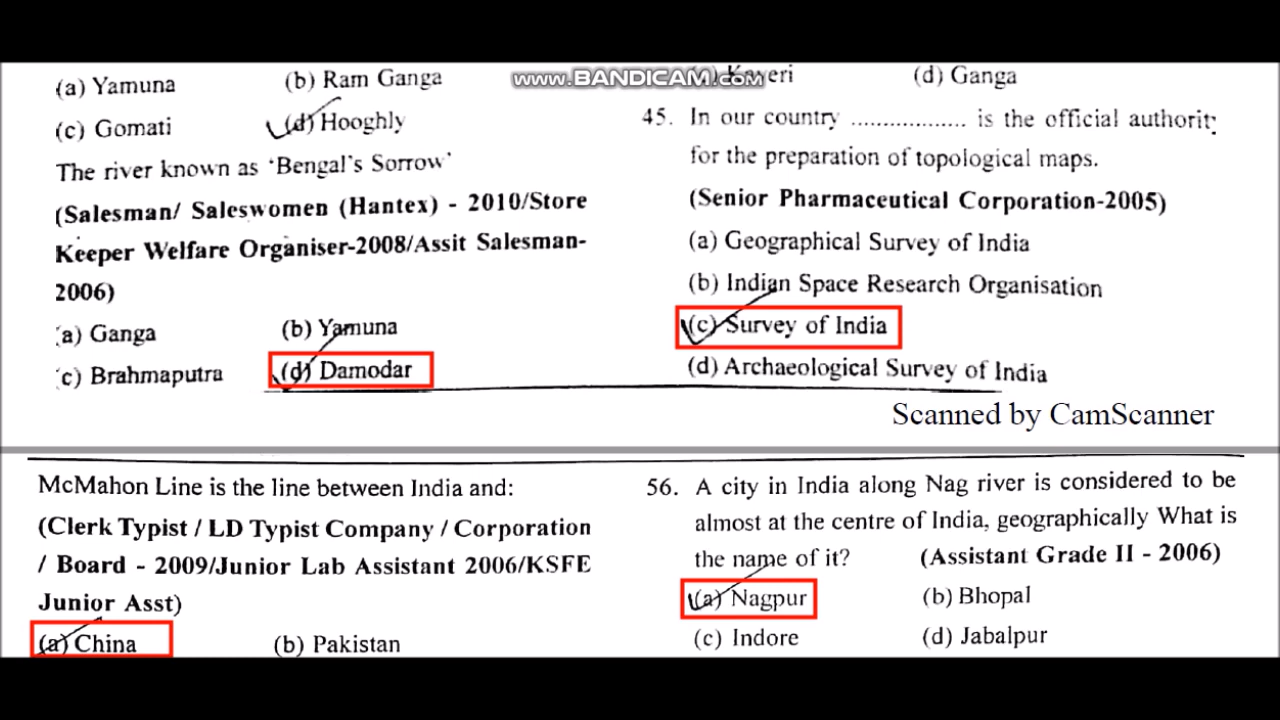 www.BANDICAM.com
(a) Yamuna (b) Ram Ganga
(c) Gomati (d) Hooghly
The river known as ‘Bengal’s Sorrow’
(Salesman/ Saleswomen (Hantex) - 2010/Store
Keeper Welfare Organiser-2008/Assit Salesman-
2006)
(a) Ganga (b) Yamuna
(c) Brahmaputra (d) Damodar
Kaveri (d) Ganga
45. In our country .................. is the official authority
for the preparation of topological maps.
(Senior Pharmaceutical Corporation-2005)
(a) Geographical Survey of India
(b) Indian Space Research Organisation
(c) Survey of India
(d) Archaeological Survey of India
Scanned by CamScanner
McMahon Line is the line between India and:
(Clerk Typist / LD Typist Company / Corporation
/ Board - 2009/Junior Lab Assistant 2006/KSFE
Junior Asst)
(a) China (b) Pakistan
56. A city in India along Nag river is considered to be
almost at the centre of India, geographically What is
the name of it? (Assistant Grade II - 2006)
(a) Nagpur (b) Bhopal
(c) Indore (d) Jabalpur